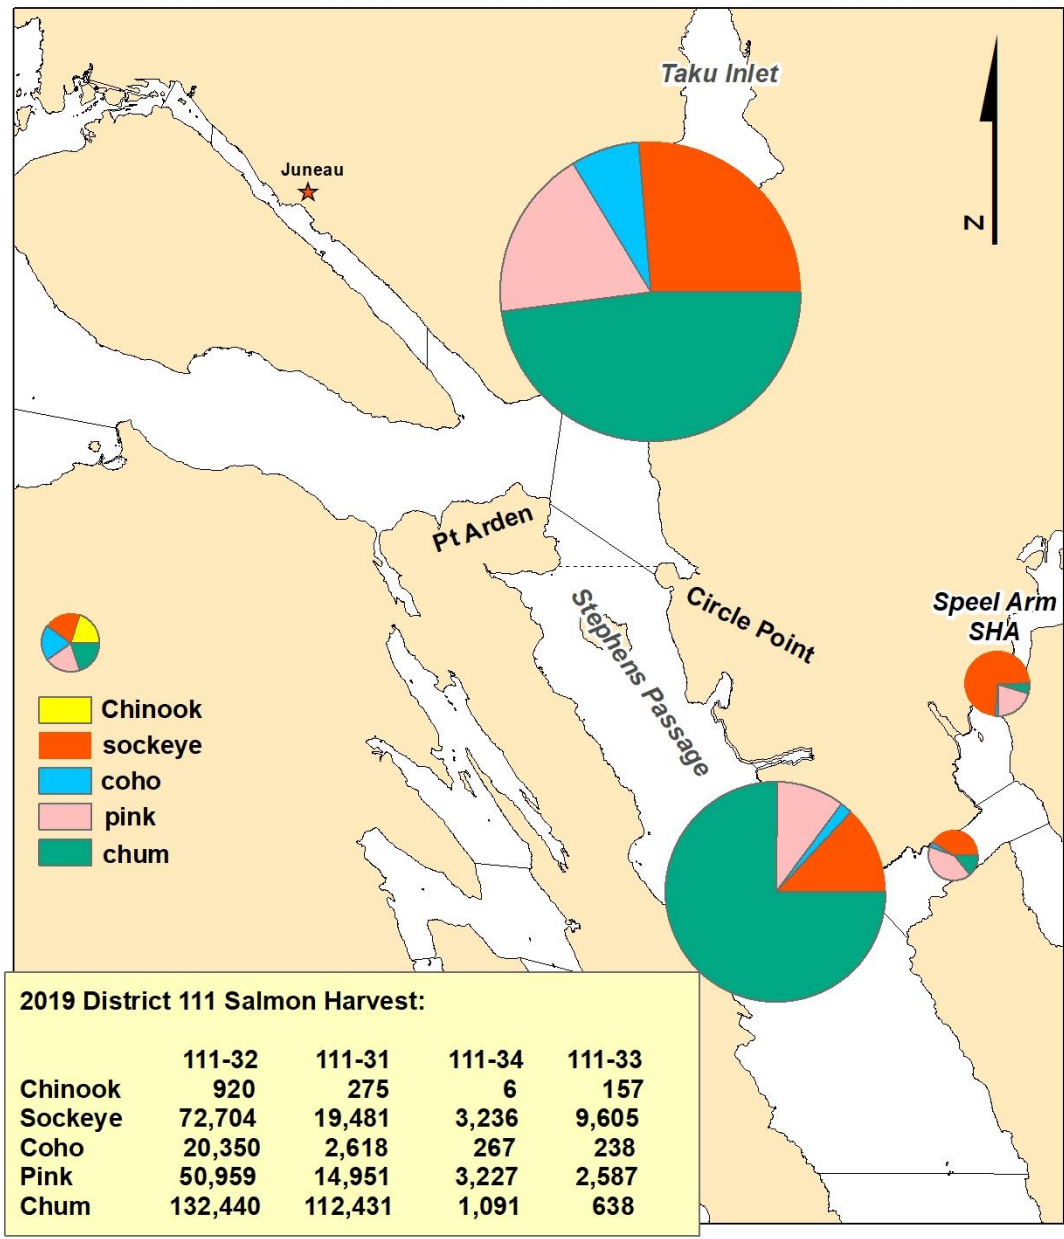 Taku Inlet
Juneau
N
Pt Arden
Circle Point
Stephens Passage
Speel Arm
SHA
Chinook
sockeye
coho
pink
chum
2019 District 111 Salmon Harvest:
111-32 111-31 111-34 111-33
Chinook 920 275 6 157
Sockeye 72,704 19,481 3,236 9,605
Coho 20,350 2,618 267 238
Pink 50,959 14,951 3,227 2,587
Chum 132,440 112,431 1,091 638